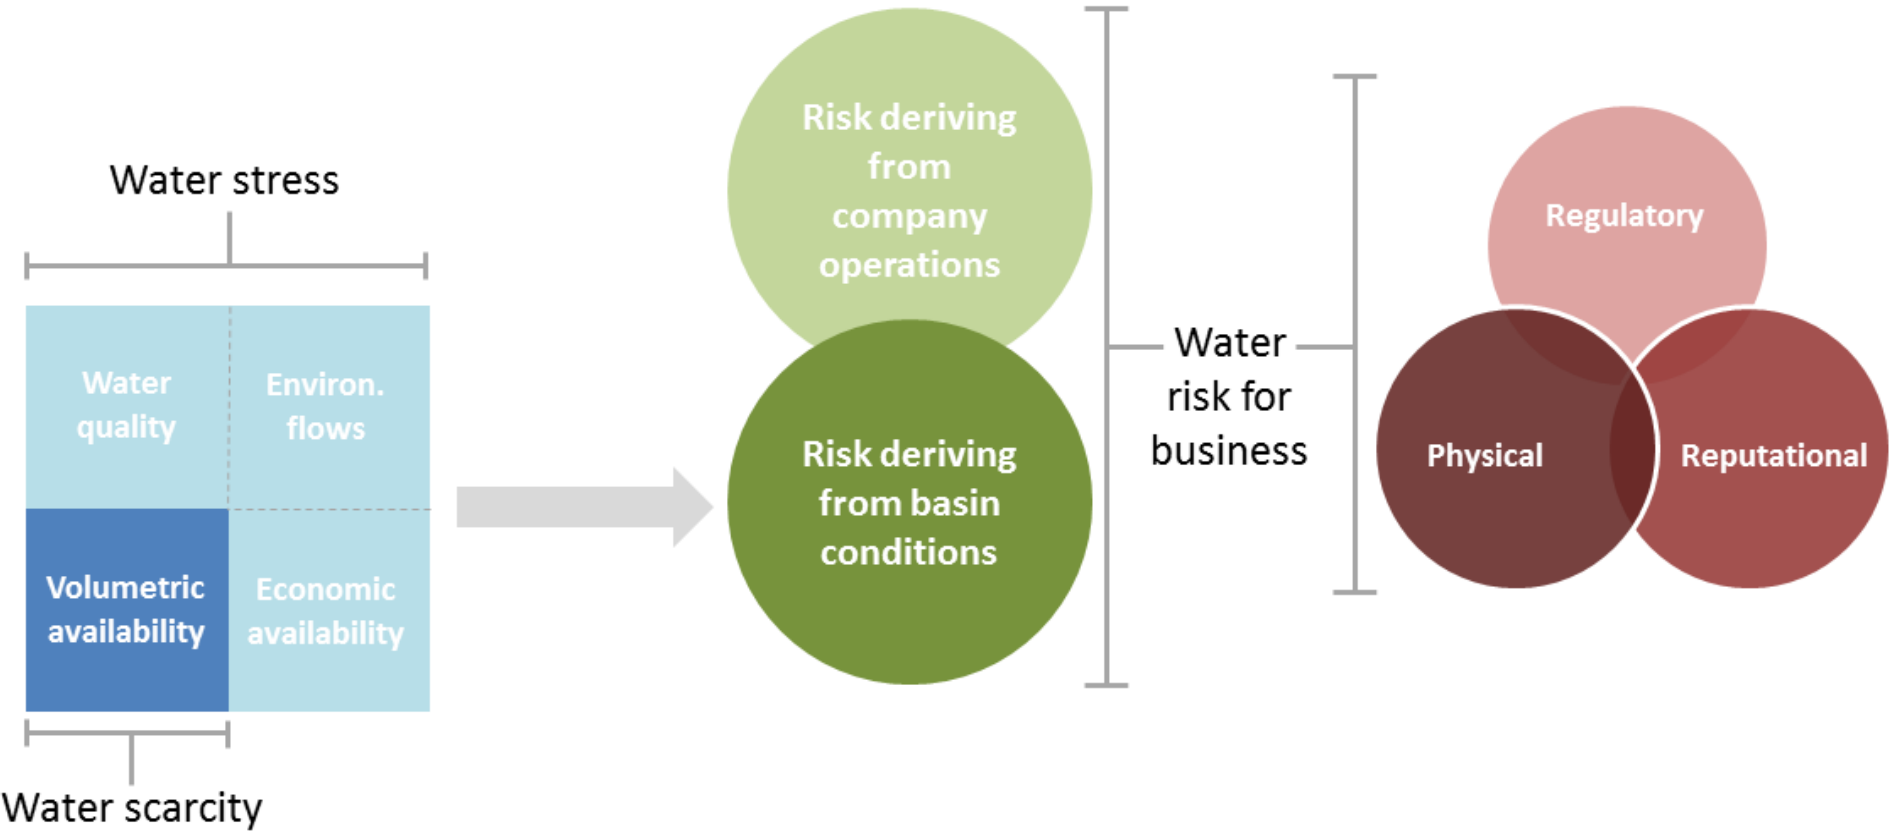 Water stress
Water
quality
Environ.
flows
Volumetric
availability
Economic
availability
Water scarcity
Risk deriving
from
company
operations
Risk deriving
from basin
conditions
Water
risk for
business
Regulatory
Physical
Reputational